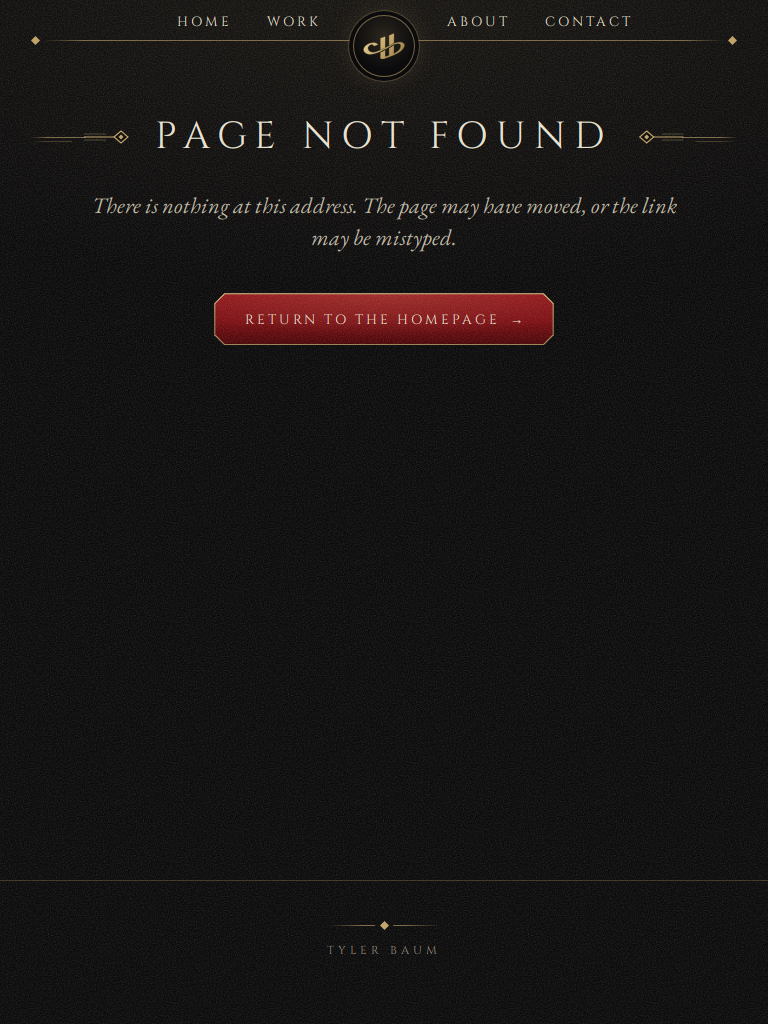 HOME WORK ABOUT CONTACT
PAGE NOT FOUND
There is nothing at this address. The page may have moved, or the link
may be mistyped.
RETURN TO THE HOMEPAGE →
TYLER BAUM